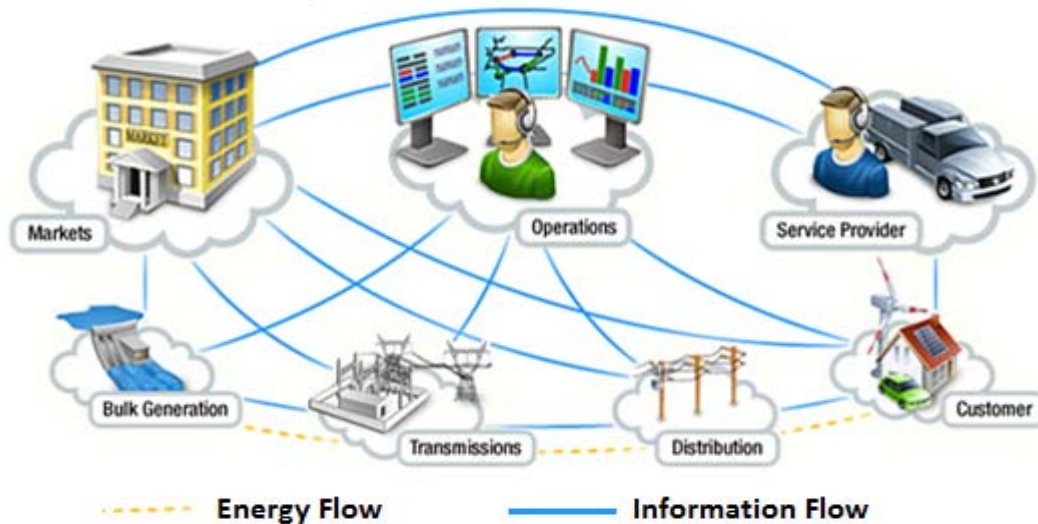 MARKET
Markets
Operations
Service Provider
Bulk Generation
Transmissions
Distribution
Customer
Energy Flow
Information Flow